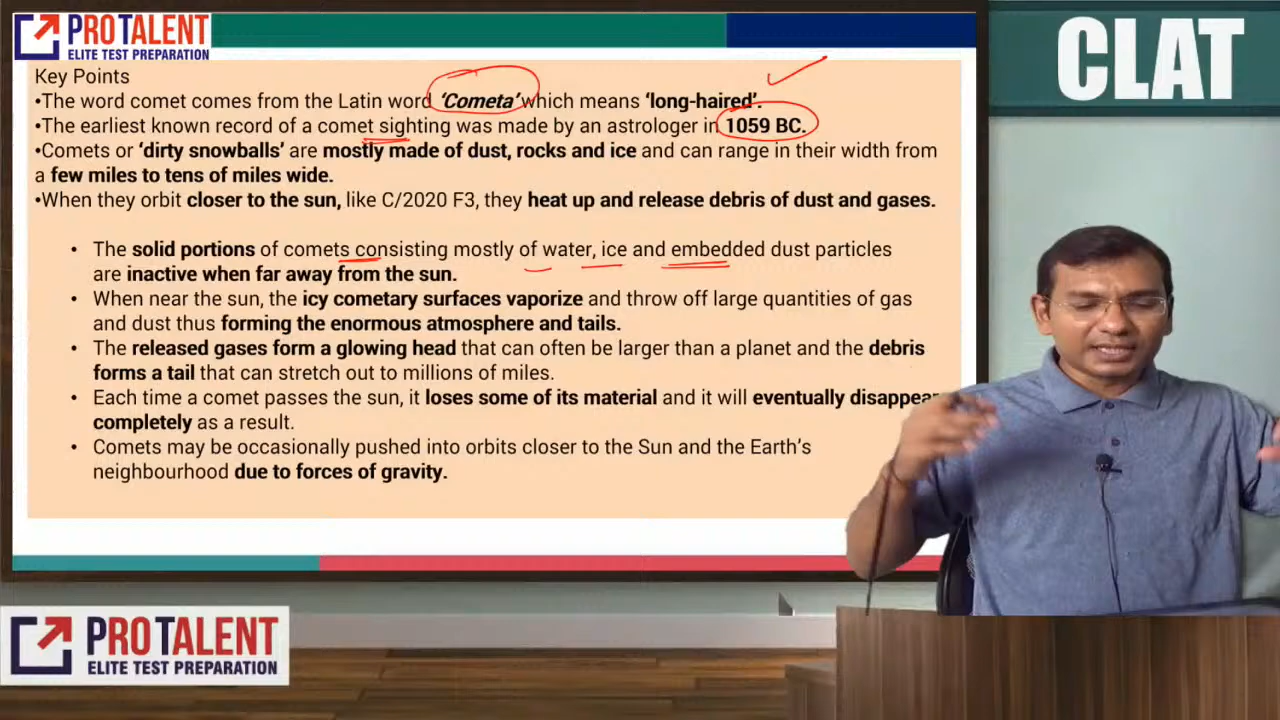 PROTALENT
ELITE TEST PREPARATION
CLAT
Key Points
•The word comet comes from the Latin word ‘Cometa’ which means ‘long-haired’.
•The earliest known record of a comet sighting was made by an astrologer in 1059 BC.
•Comets or ‘dirty snowballs’ are mostly made of dust, rocks and ice and can range in their width from
a few miles to tens of miles wide.
•When they orbit closer to the sun, like C/2020 F3, they heat up and release debris of dust and gases.
• The solid portions of comets consisting mostly of water, ice and embedded dust particles
are inactive when far away from the sun.
• When near the sun, the icy cometary surfaces vaporize and throw off large quantities of gas
and dust thus forming the enormous atmosphere and tails.
• The released gases form a glowing head that can often be larger than a planet and the debris
forms a tail that can stretch out to millions of miles.
• Each time a comet passes the sun, it loses some of its material and it will eventually disappear
completely as a result.
• Comets may be occasionally pushed into orbits closer to the Sun and the Earth’s
neighbourhood due to forces of gravity.
PROTALENT
ELITE TEST PREPARATION